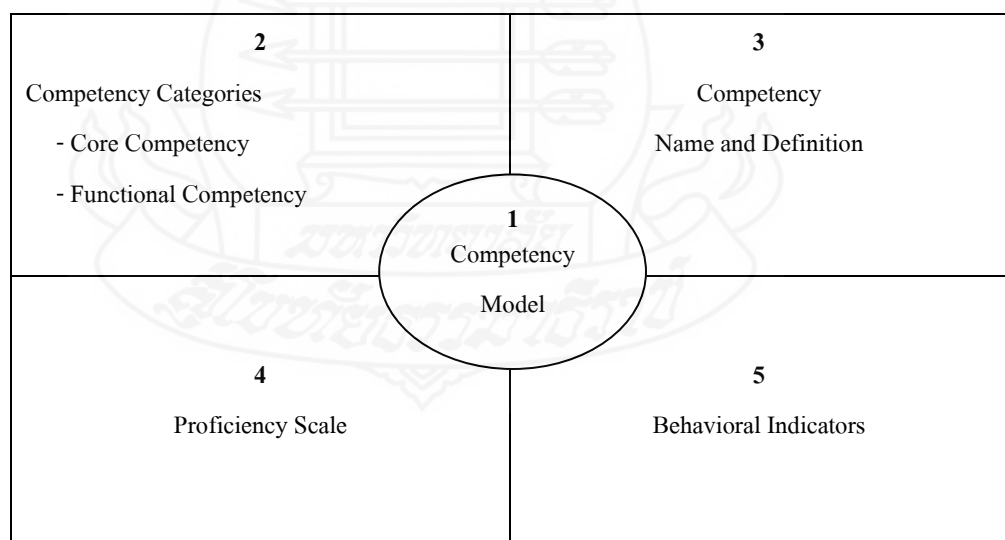 2
Competency Categories
- Core Competency
- Functional Competency
3
Competency
Name and Definition
1
Competency
Model
4
Proficiency Scale
5
Behavioral Indicators